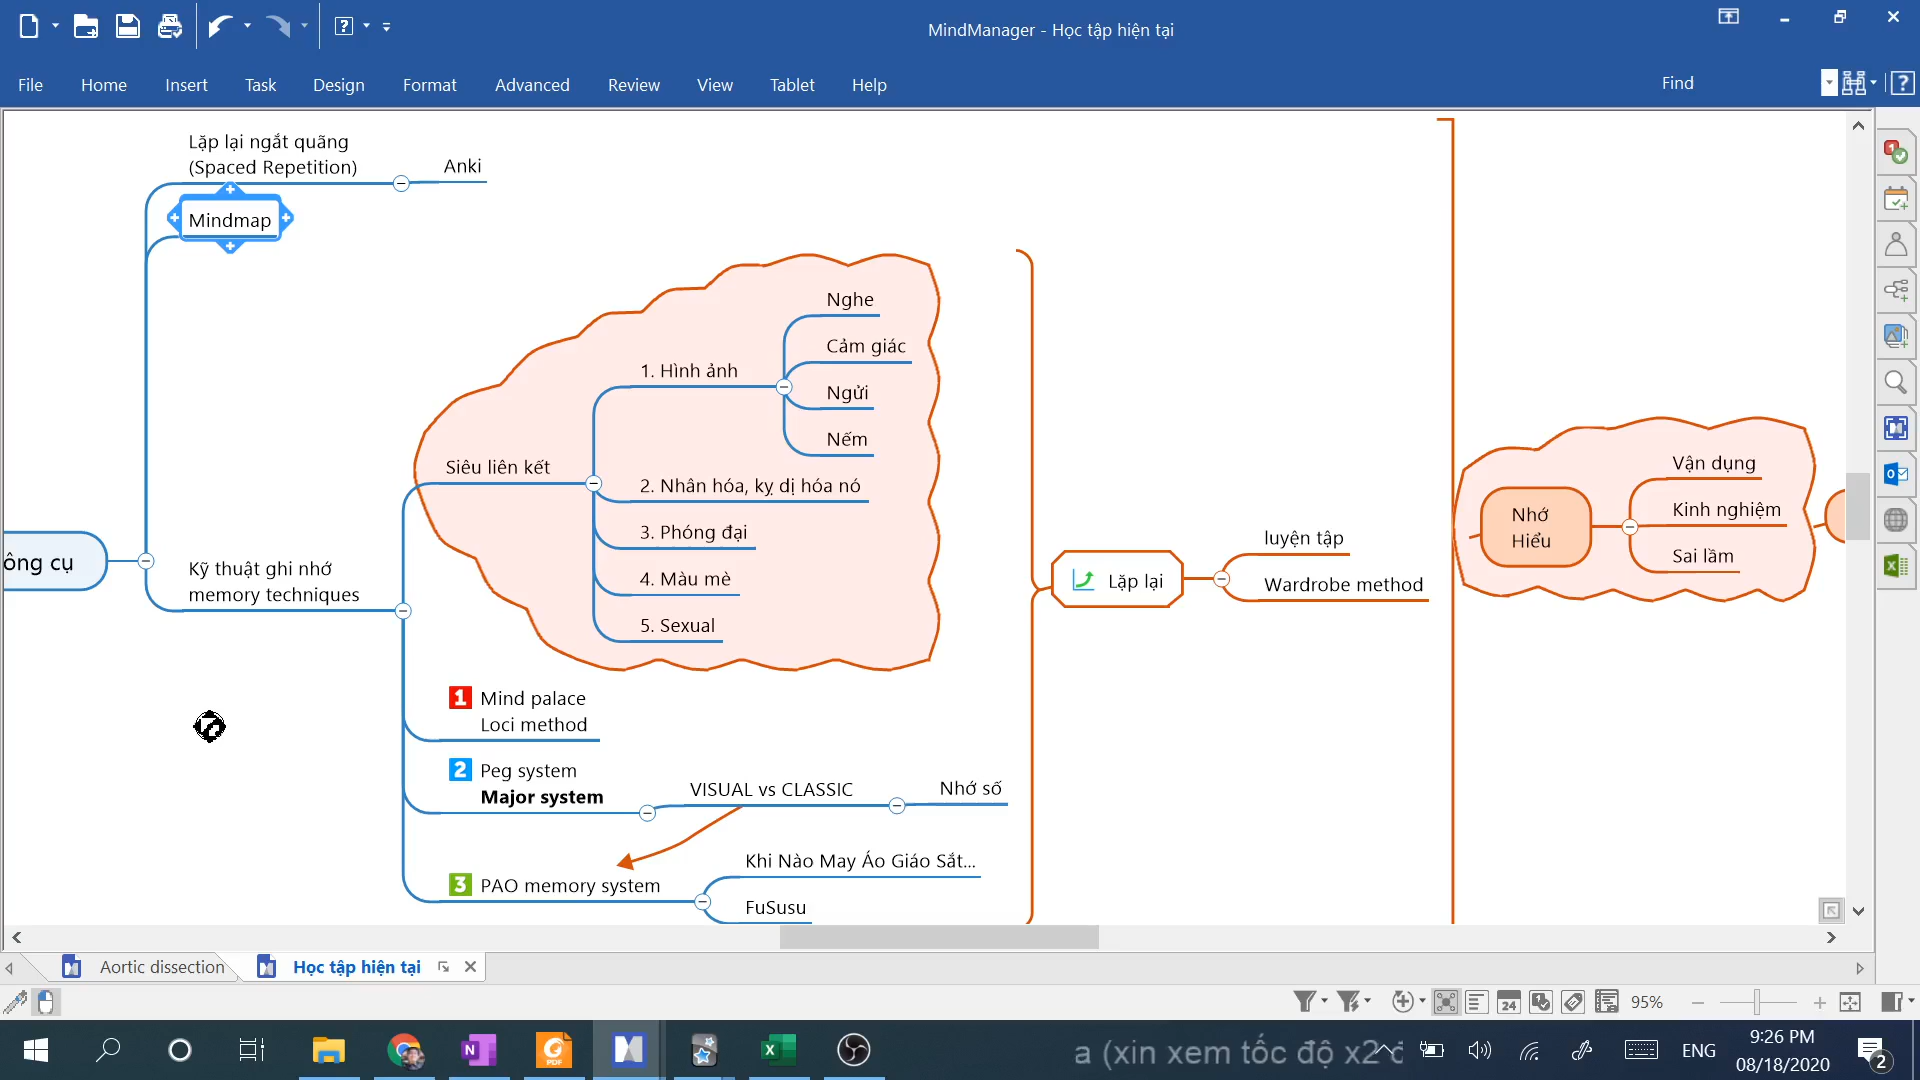 MindManager - Học tập hiện tại
File Home Insert Task Design Format Advanced Review View Tablet Help Find
Lặp lại ngắt quãng
(Spaced Repetition)
Anki
Mindmap
Nghe
Cảm giác
1. Hình ảnh
Ngửi
Nếm
Siêu liên kết
2. Nhân hóa, kỳ dị hóa nó
3. Phóng đại
4. Màu mè
5. Sexual
ông cụ
Kỹ thuật ghi nhớ
memory techniques
1 Mind palace
Loci method
2 Peg system
Major system
VISUAL vs CLASSIC
Nhớ số
3 PAO memory system
Khi Nào May Áo Giáo Sắt...
FuSusu
Lặp lại
luyện tập
Wardrobe method
Nhớ
Hiểu
Vận dụng
Kinh nghiệm
Sai lầm
Aortic dissection Học tập hiện tại
95%
a (xin xem tốc độ x2
ENG
9:26 PM
08/18/2020
2